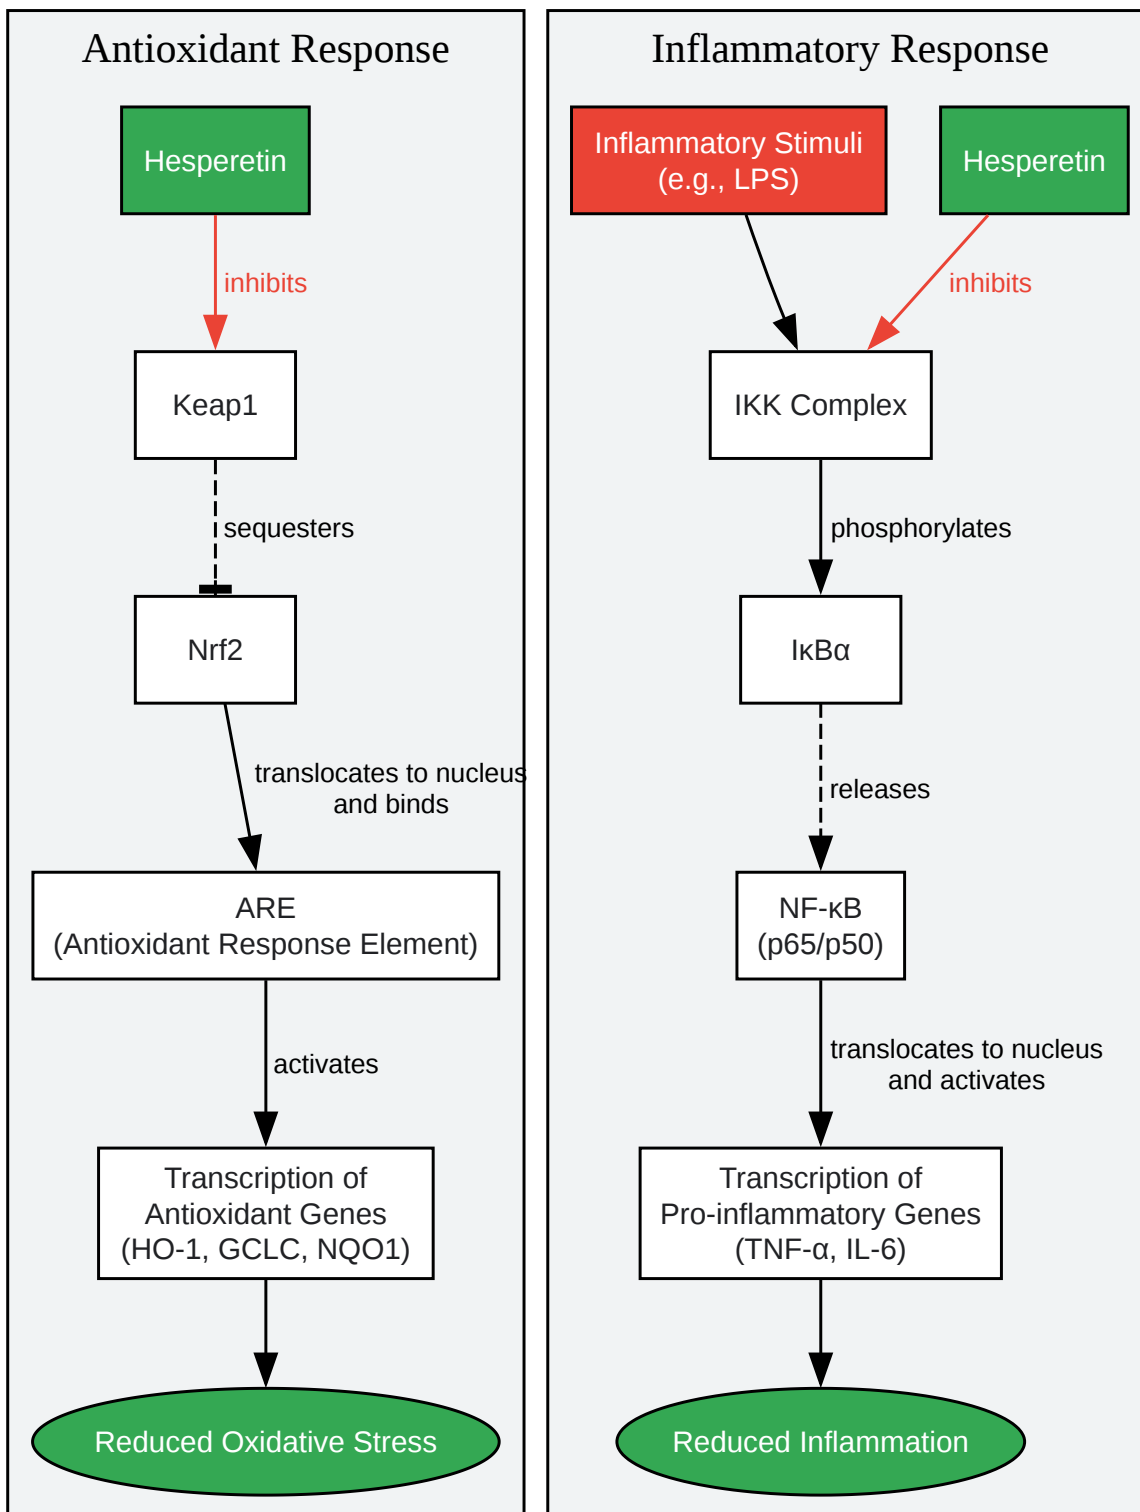 Antioxidant Response
Hesperetin
inhibits
Keap1
sequesters
Nrf2
translocates to nucleus
and binds
ARE
(Antioxidant Response Element)
activates
Transcription of
Antioxidant Genes
(HO-1, GCLC, NQO1)
Reduced Oxidative Stress
Inflammatory Response
Inflammatory Stimuli
(e.g., LPS)
Hesperetin
inhibits
IKK Complex
phosphorylates
IκBα
releases
NF-κB
(p65/p50)
translocates to nucleus
and activates
Transcription of
Pro-inflammatory Genes
(TNF-α, IL-6)
Reduced Inflammation